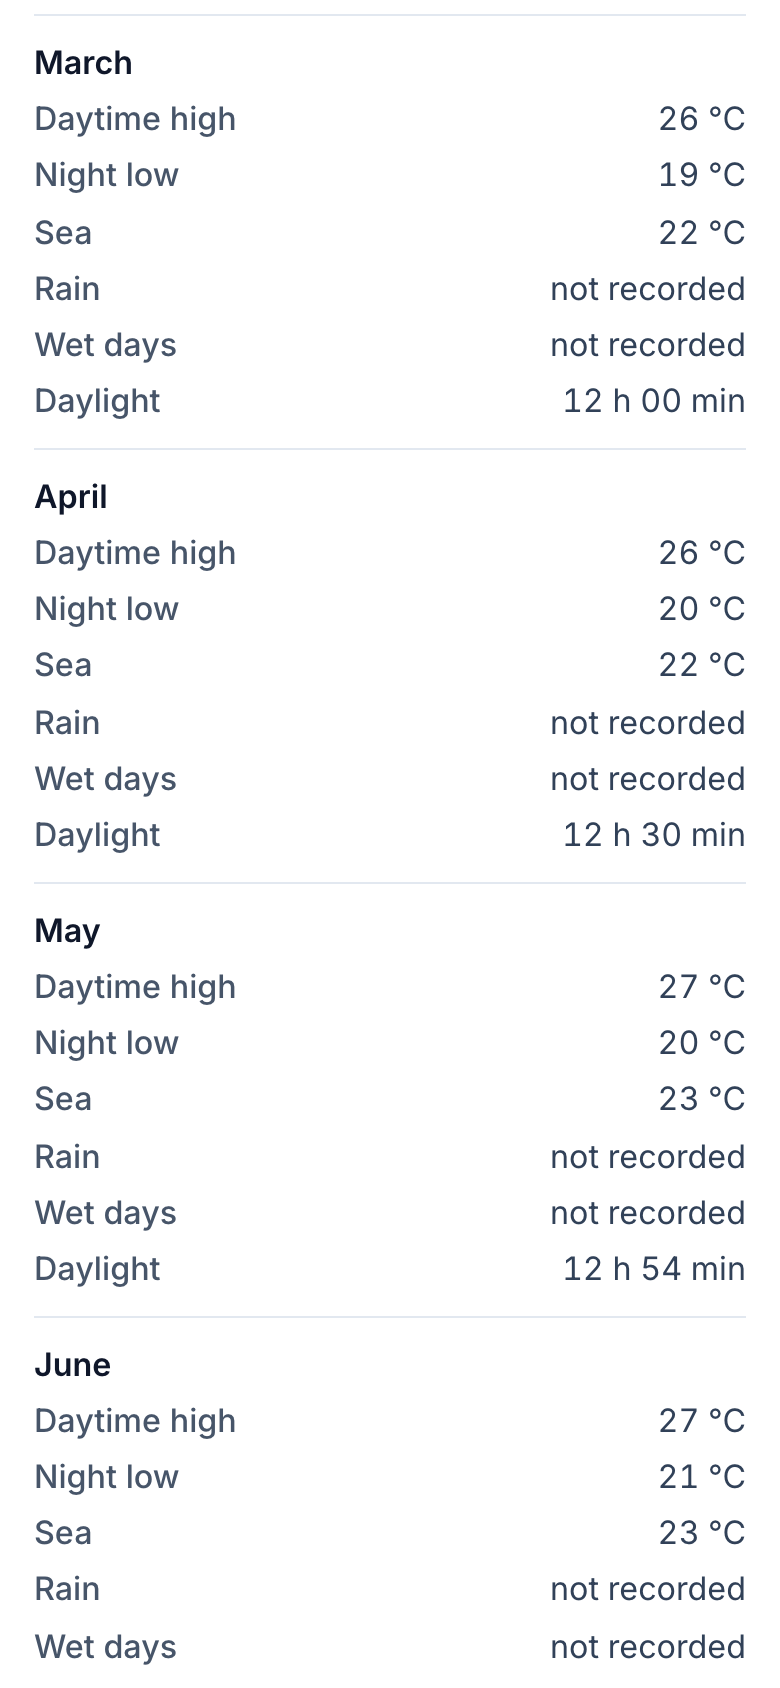 March
Daytime high 26 °C
Night low 19 °C
Sea 22 °C
Rain not recorded
Wet days not recorded
Daylight 12 h 00 min
April
Daytime high 26 °C
Night low 20 °C
Sea 22 °C
Rain not recorded
Wet days not recorded
Daylight 12 h 30 min
May
Daytime high 27 °C
Night low 20 °C
Sea 23 °C
Rain not recorded
Wet days not recorded
Daylight 12 h 54 min
June
Daytime high 27 °C
Night low 21 °C
Sea 23 °C
Rain not recorded
Wet days not recorded